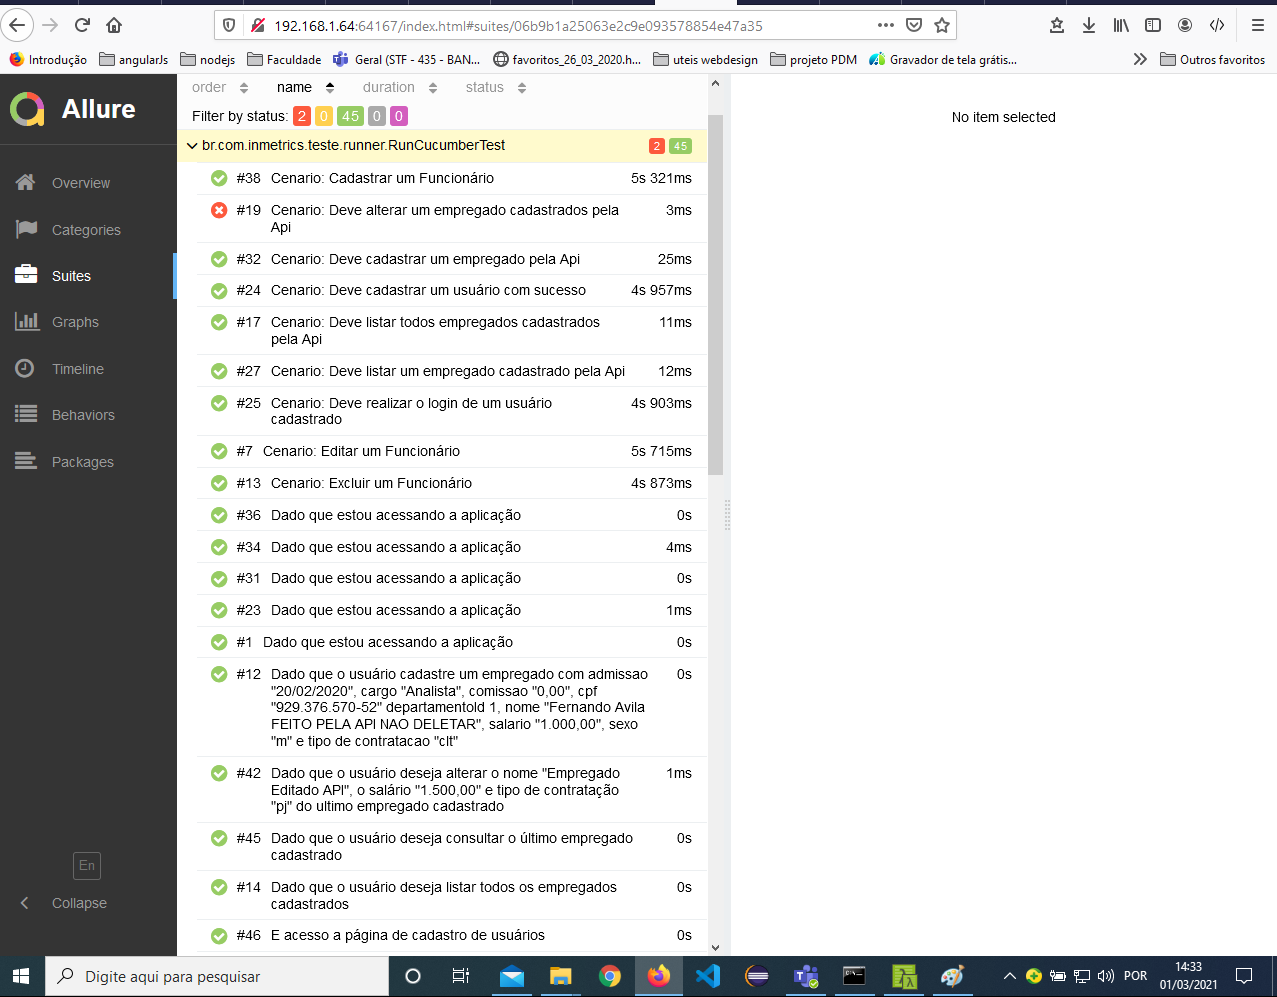 192.168.1.64:64167/index.html#suites/06b9b1a25063e2c9e093578854e47a35
Introdução
angularJs
nodejs
Faculdade
Geral (STF - 435 - BAN...
favoritos_26_03_2020.h...
uteis webdesign
projeto PDM
Gravador de tela grátis...
Outros favoritos
Allure
Overview
Categories
Suites
Graphs
Timeline
Behaviors
Packages
En
Collapse
order name duration status
Filter by status: 2 0 45 0 0
br.com.inmetrics.teste.runner.RunCucumberTest 2 45
#38 Cenario: Cadastrar um Funcionário 5s 321ms
#19 Cenario: Deve alterar um empregado cadastrados pela 3ms
Api
#32 Cenario: Deve cadastrar um empregado pela Api 25ms
#24 Cenario: Deve cadastrar um usuário com sucesso 4s 957ms
#17 Cenario: Deve listar todos empregados cadastrados 11ms
pela Api
#27 Cenario: Deve listar um empregado cadastrado pela Api 12ms
#25 Cenario: Deve realizar o login de um usuário 4s 903ms
cadastrado
#7 Cenario: Editar um Funcionário 5s 715ms
#13 Cenario: Excluir um Funcionário 4s 873ms
#36 Dado que estou acessando a aplicação 0s
#34 Dado que estou acessando a aplicação 4ms
#31 Dado que estou acessando a aplicação 0s
#23 Dado que estou acessando a aplicação 1ms
#1 Dado que estou acessando a aplicação 0s
#12 Dado que o usuário cadastre um empregado com admissao 0s
"20/02/2020", cargo "Analista", comissao "0,00", cpf
"929.376.570-52" departamentoId 1, nome "Fernando Avila
FEITO PELA API NAO DELETAR", salario "1.000,00", sexo
"m" e tipo de contratacao "clt"
#42 Dado que o usuário deseja alterar o nome "Empregado 1ms
Editado API", o salário "1.500,00" e tipo de contratação
"pj" do ultimo empregado cadastrado
#45 Dado que o usuário deseja consultar o último empregado 0s
cadastrado
#14 Dado que o usuário deseja listar todos os empregados 0s
cadastrados
#46 E acesso a página de cadastro de usuários 0s
No item selected
Digite aqui para pesquisar
POR
14:33
01/03/2021